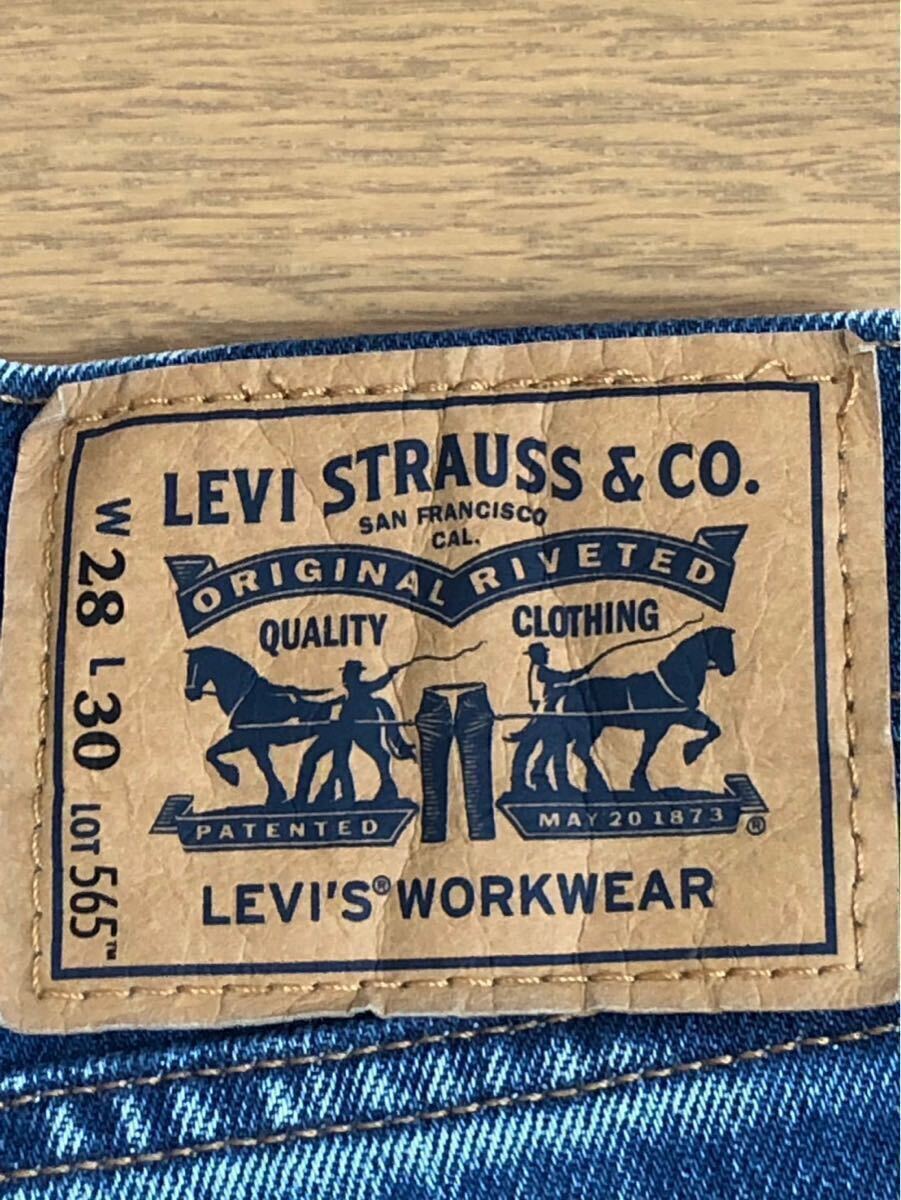 LEVI STRAUSS & CO.
SAN FRANCISCO
CAL.
ORIGINAL RIVETED
QUALITY CLOTHING
PATENTED MAY 20 1873 ®
LEVI'S® WORKWEAR
W 28 L 30 LOT 565™